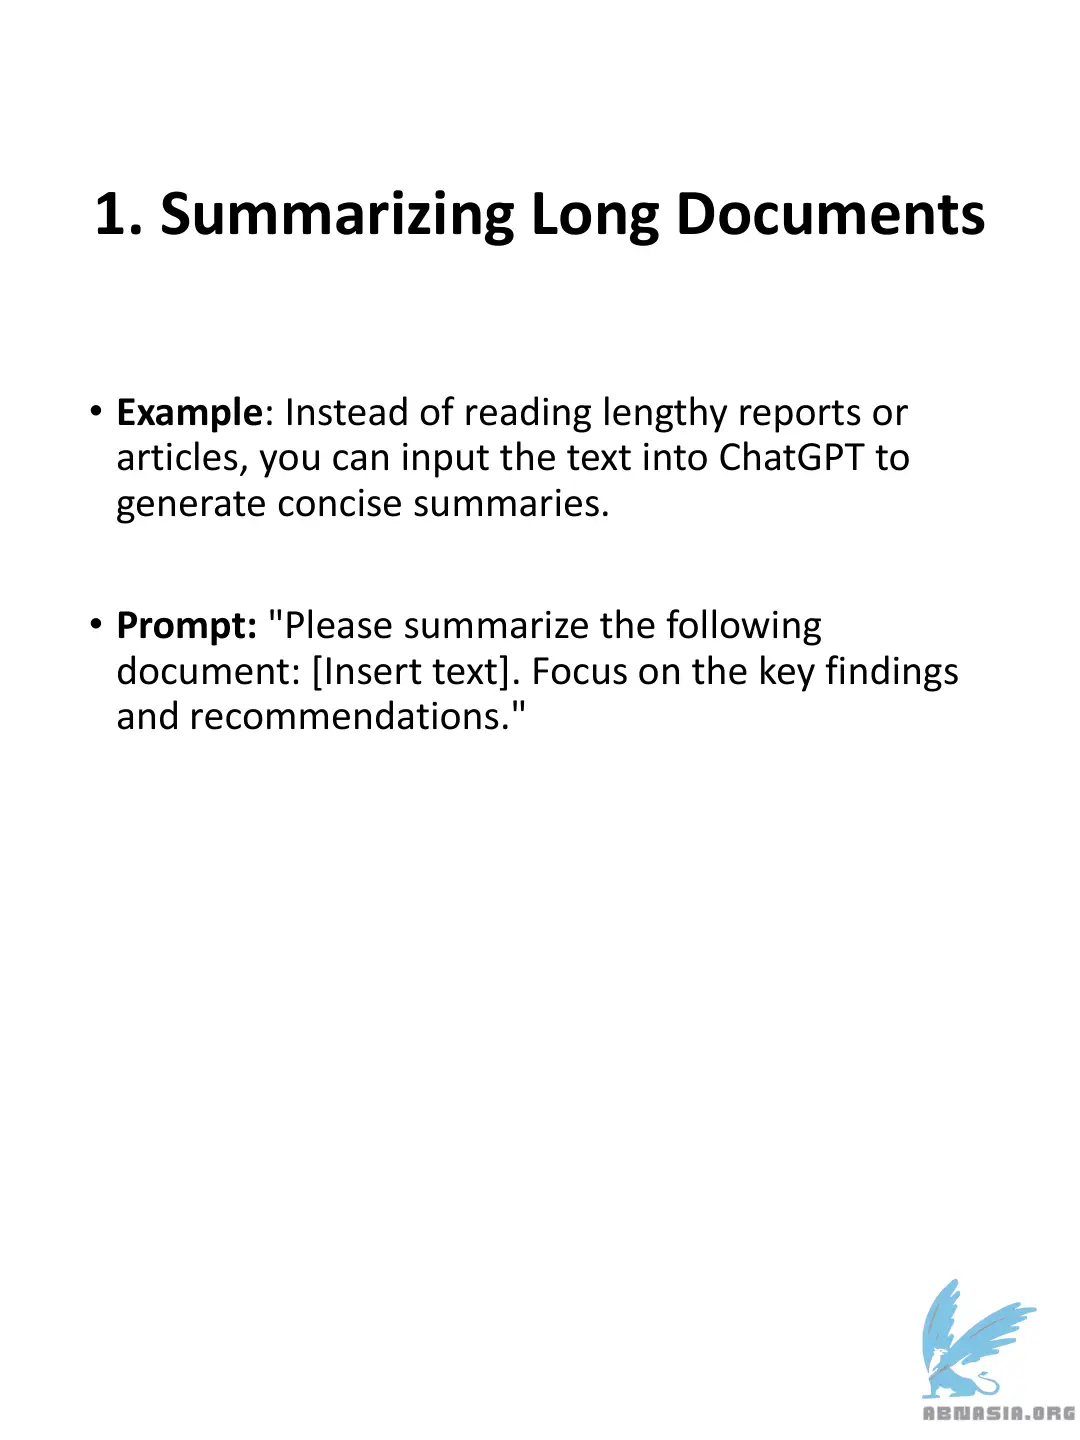 1. Summarizing Long Documents
• Example: Instead of reading lengthy reports or
articles, you can input the text into ChatGPT to
generate concise summaries.
• Prompt: "Please summarize the following
document: [Insert text]. Focus on the key findings
and recommendations."
ABNASIA.ORG